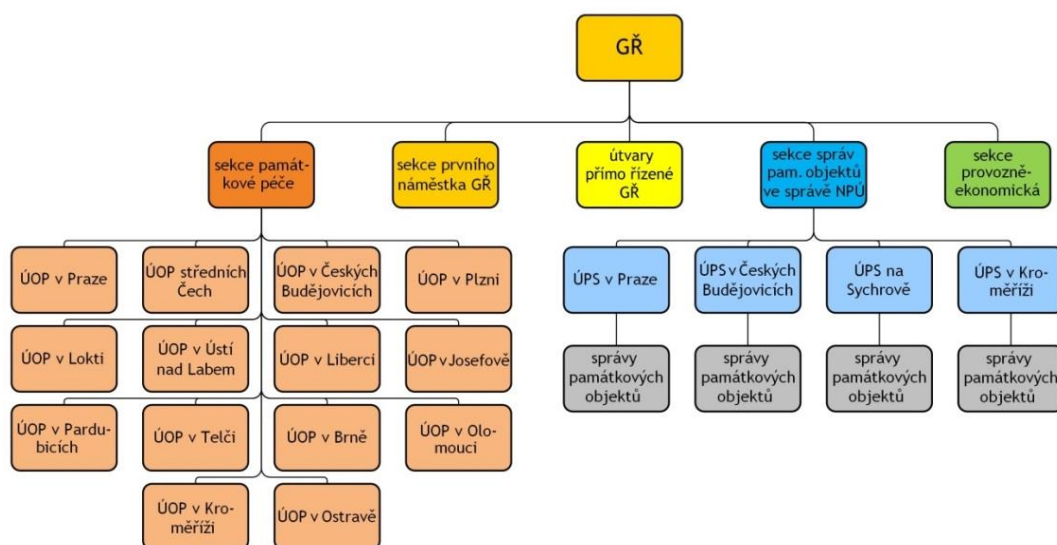 GŘ
sekce památ-
kové péče
sekce prvního
náměstka GŘ
útvary
přímo řízené
GŘ
sekce správ
pam. objektů
ve správě NPÚ
sekce
provozně-
ekonomická
ÚOP v Praze
ÚOP středních
Čech
ÚOP v Českých
Budějovicích
ÚOP v Plzni
ÚOP v Lokti
ÚOP v Ústí
nad Labem
ÚOP v Liberci
ÚOP v Josefově
ÚOP v Pardu-
bicích
ÚOP v Telči
ÚOP v Brně
ÚOP v Olo-
mouci
ÚOP v Kro-
měříži
ÚOP v Ostravě
ÚPS v Praze
ÚPS v Českých
Budějovicích
ÚPS na
Sychrově
ÚPS v Kro-
měříži
správy
památkových
objektů
správy
památkových
objektů
správy
památkových
objektů
správy
památkových
objektů